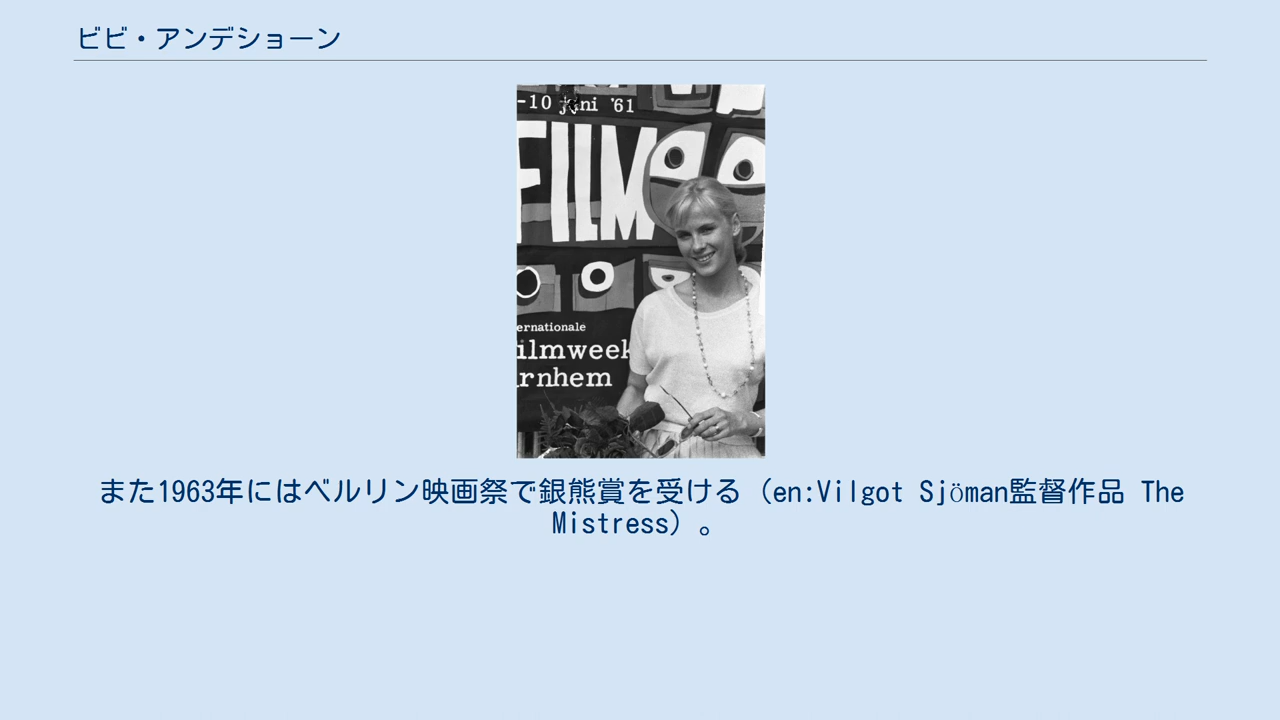 ビビ・アンデショーン
-10 juni '61
FILM
ernationale
ilmweek
rnhem
また1963年にはベルリン映画祭で銀熊賞を受ける（en:Vilgot Sjöman監督作品 The
Mistress）。